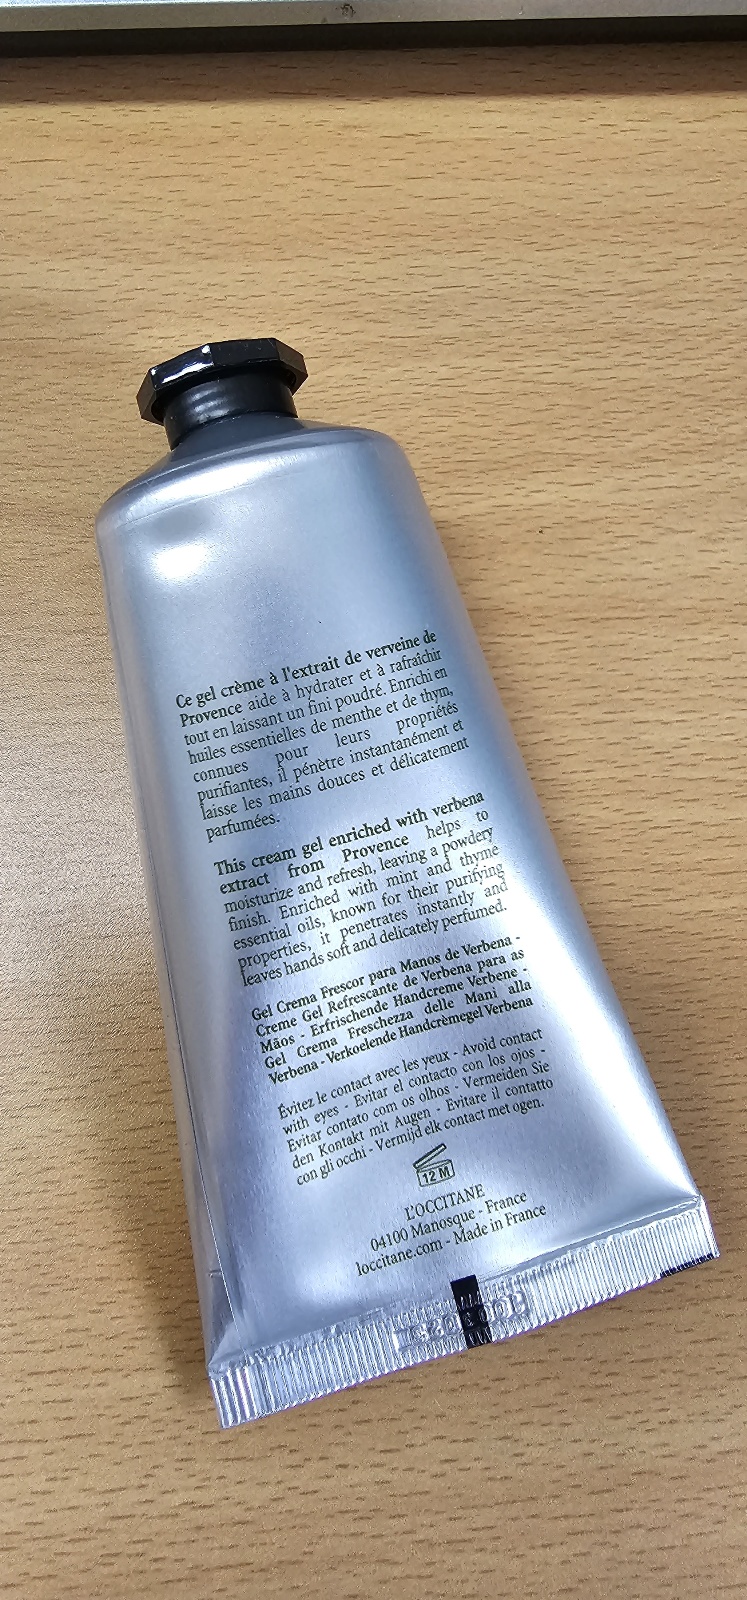 Ce gel crème à l'extrait de verveine de
Provence aide à hydrater et à rafraîchir
tout en laissant un fini poudré. Enrichi en
huiles essentielles de menthe et de thym,
connues pour leurs propriétés
purifiantes, il pénètre instantanément et
laisse les mains douces et délicatement
parfumées.
This cream gel enriched with verbena
extract from Provence helps to
moisturize and refresh, leaving a powdery
finish. Enriched with mint and thyme
essential oils, known for their purifying
properties, it penetrates instantly and
leaves hands soft and delicately perfumed.
Gel Crema Frescor para Manos de Verbena -
Creme Gel Refrescante de Verbena para as
Mãos - Erfrischende Handcreme Verbene -
Gel Crema Freschezza delle Mani alla
Verbena - Verkoelende Handcrèmegel Verbena
Évitez le contact avec les yeux - Avoid contact
with eyes - Evitar el contacto con los ojos -
Evitar contato com os olhos - Vermeiden Sie
den Kontakt mit Augen - Evitare il contatto
con gli occhi - Vermijd elk contact met ogen.
12 M
L'OCCITANE
04100 Manosque - France
loccitane.com - Made in France